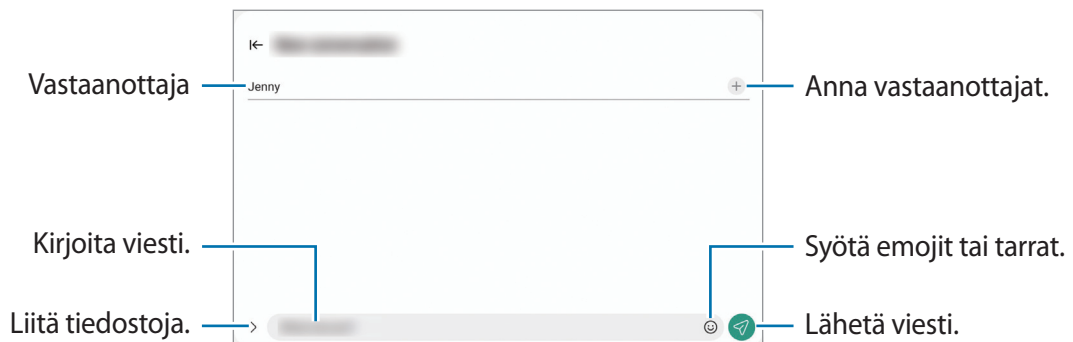 Vastaanottaja
Jenny
Anna vastaanottajat.
Kirjoita viesti.
Syötä emojit tai tarrat.
Liitä tiedostoja.
Lähetä viesti.